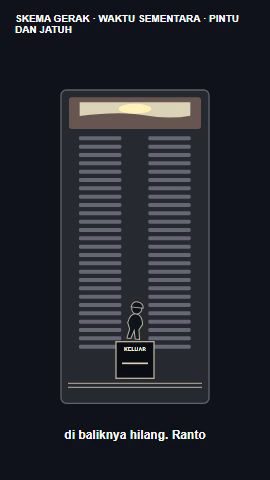 SKEMA GERAK · WAKTU SEMENTARA · PINTU
DAN JATUH
KELUAR
di baliknya hilang. Ranto